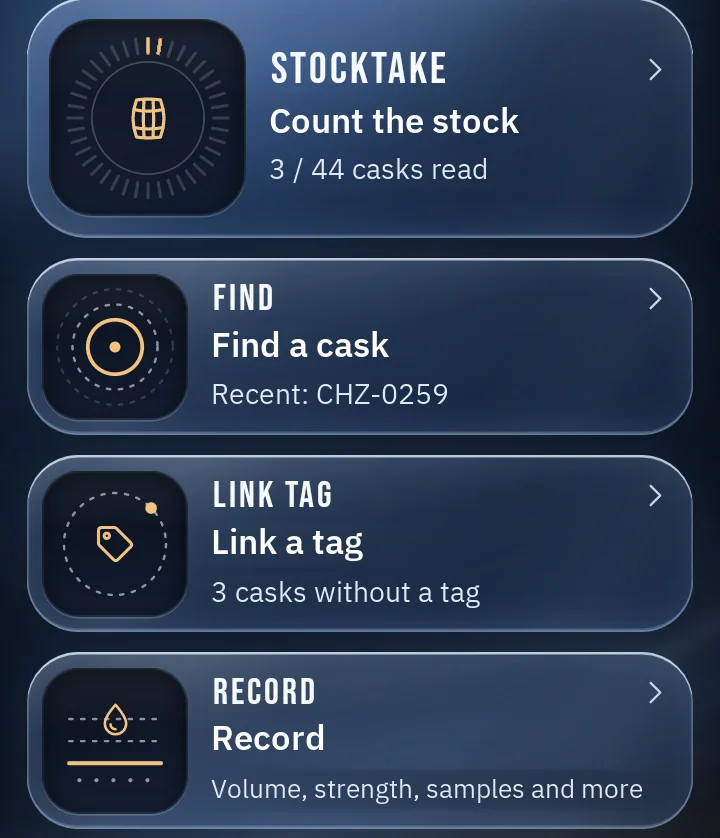 STOCKTAKE
Count the stock
3 / 44 casks read
FIND
Find a cask
Recent: CHZ-0259
LINK TAG
Link a tag
3 casks without a tag
RECORD
Record
Volume, strength, samples and more